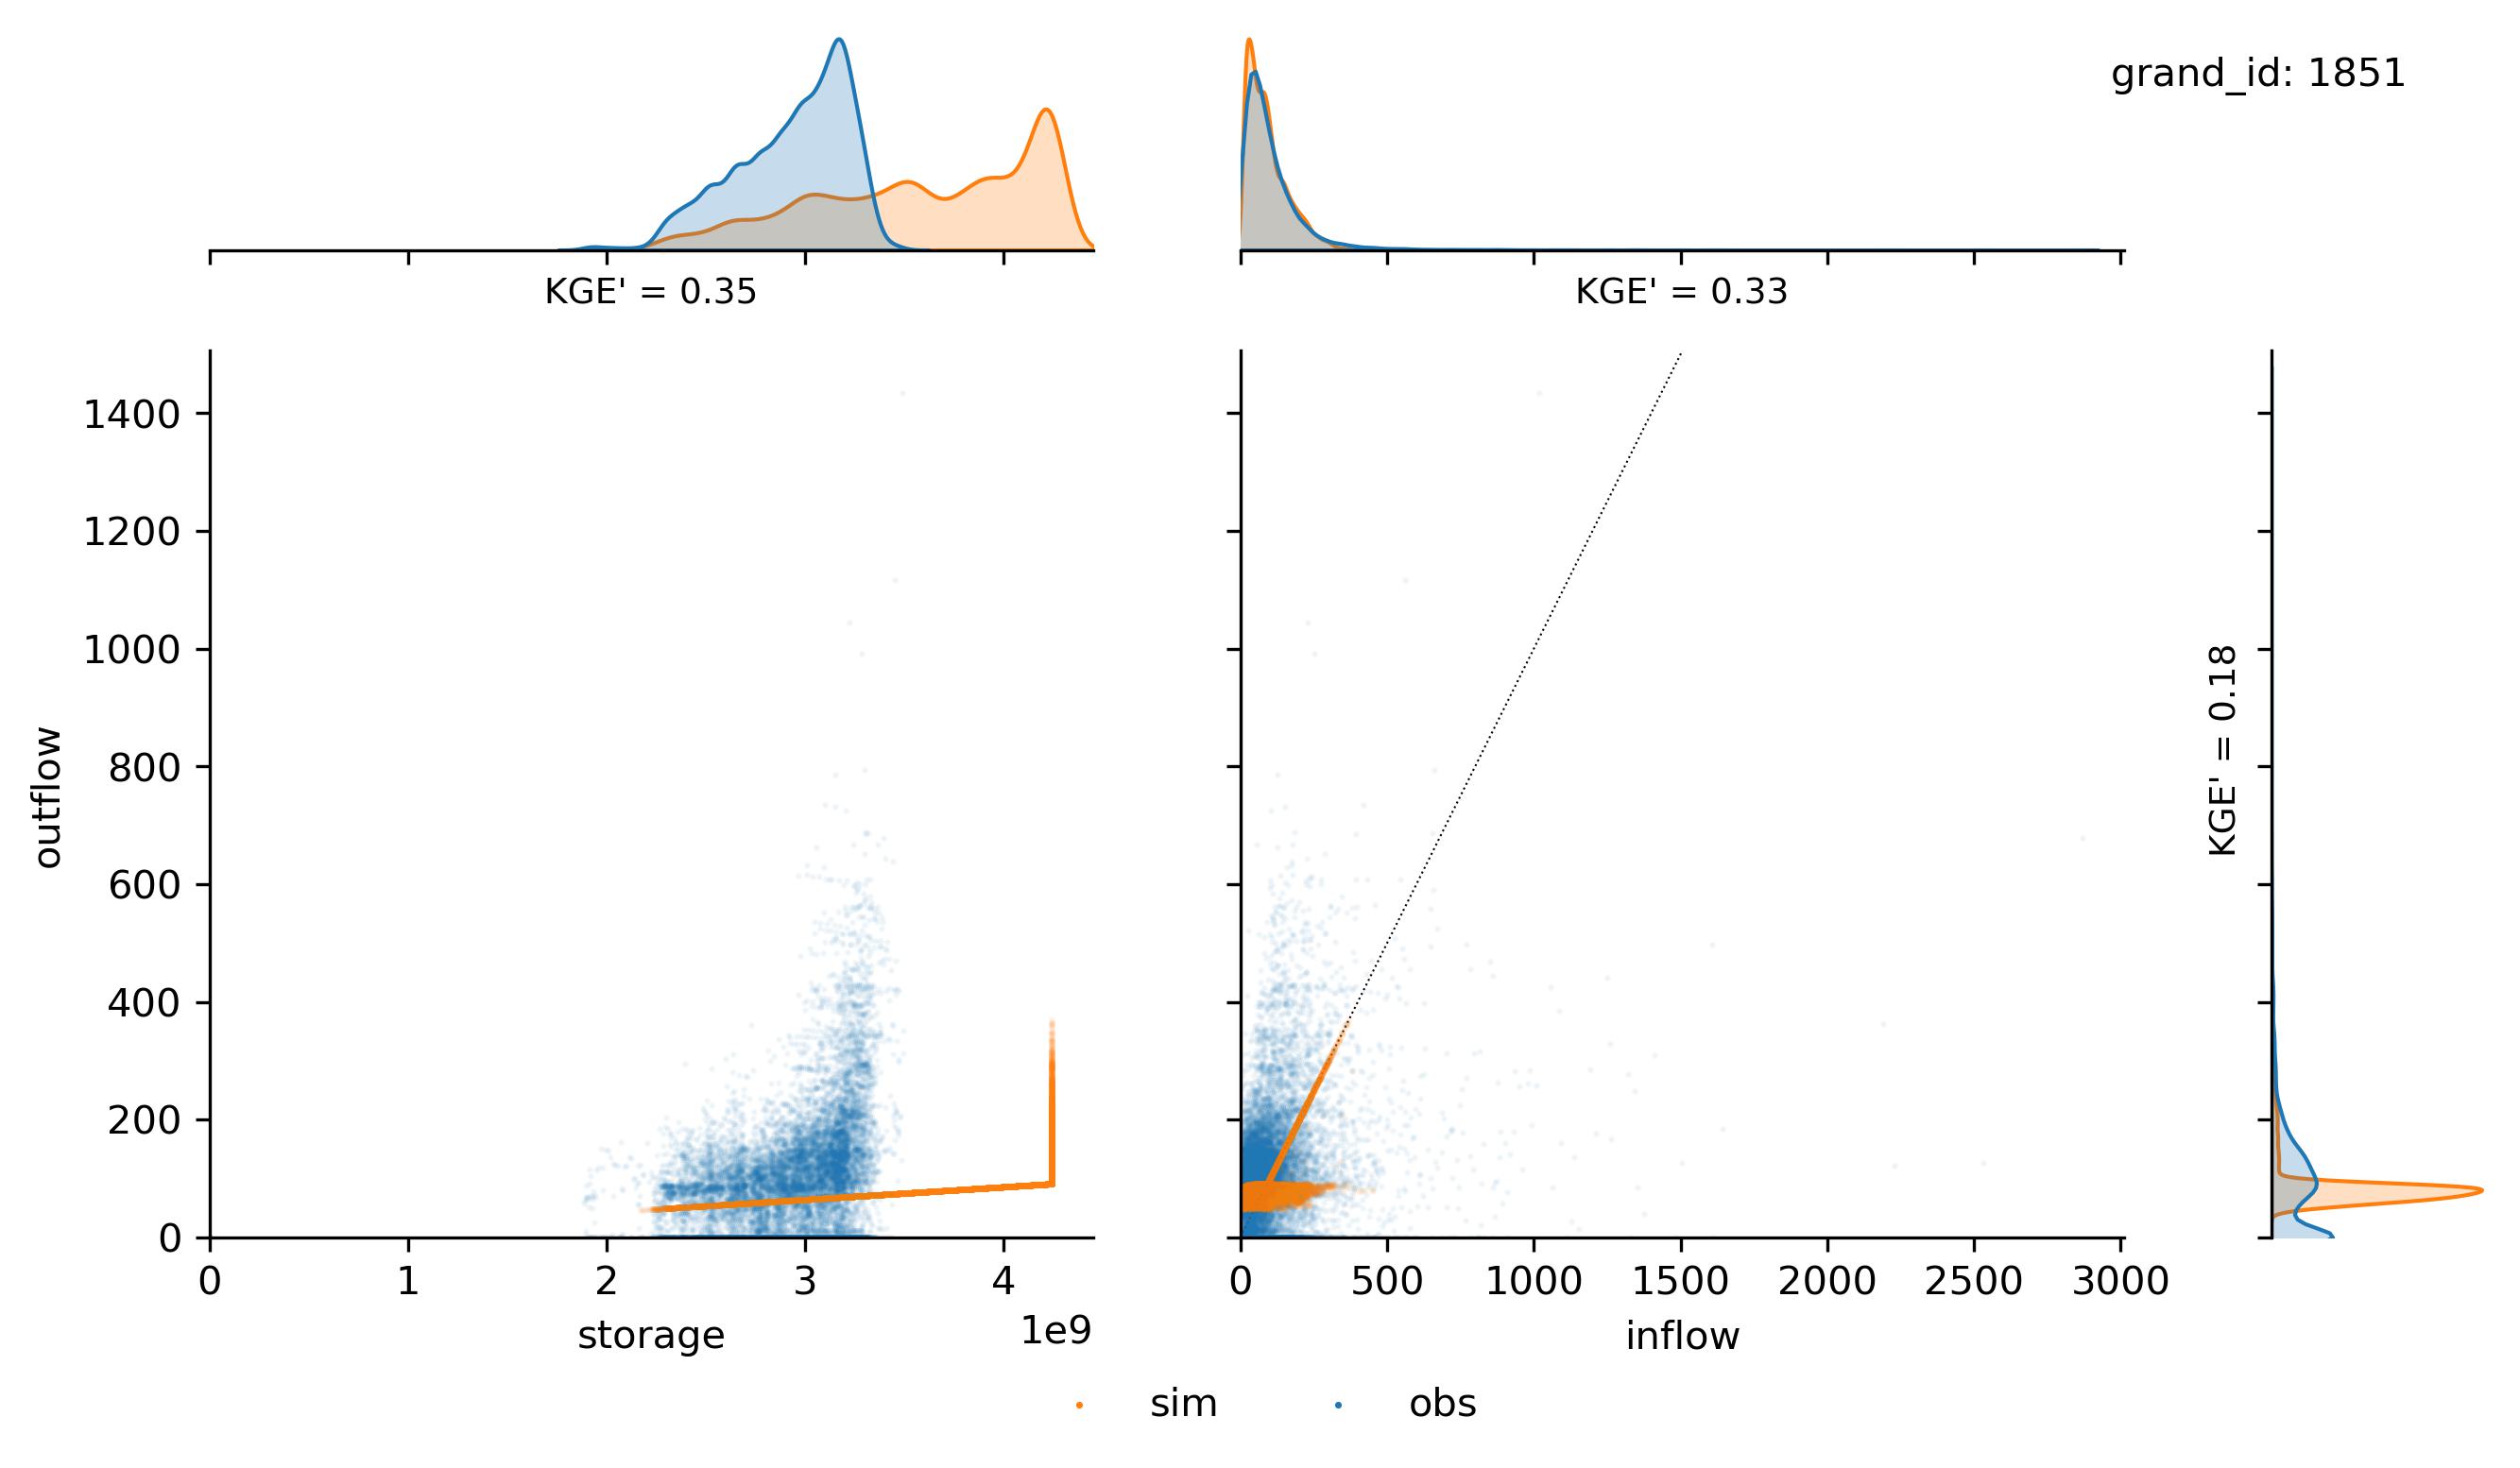 grand_id: 1851
KGE' = 0.35
KGE' = 0.33
1400
1200
1000
800
600
400
200
0
outflow
KGE' = 0.18
0 1 2 3 4
1e9
storage
0 500 1000 1500 2000 2500 3000
inflow
sim obs